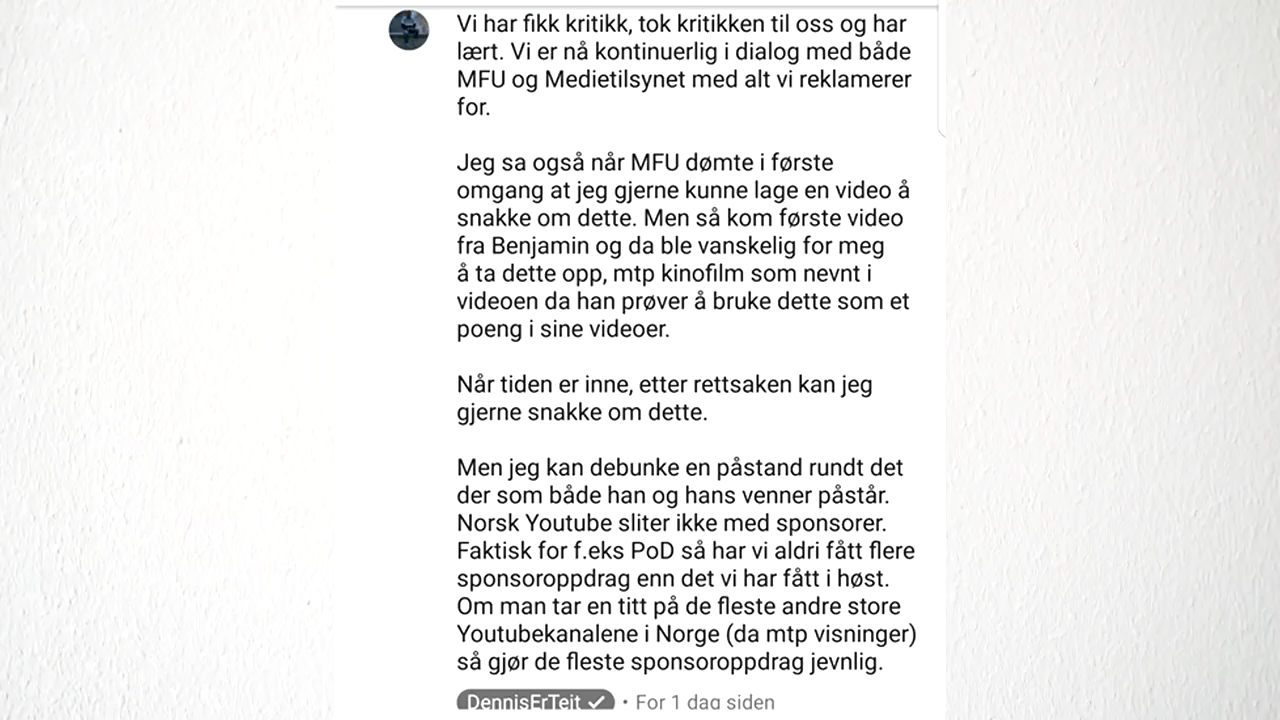 Vi har fikk kritikk, tok kritikken til oss og har
lært. Vi er nå kontinuerlig i dialog med både
MFU og Medietilsynet med alt vi reklamerer
for.
Jeg sa også når MFU dømte i første
omgang at jeg gjerne kunne lage en video å
snakke om dette. Men så kom første video
fra Benjamin og da ble vanskelig for meg
å ta dette opp, mtp kinofilm som nevnt i
videoen da han prøver å bruke dette som et
poeng i sine videoer.
Når tiden er inne, etter rettsaken kan jeg
gjerne snakke om dette.
Men jeg kan debunke en påstand rundt det
der som både han og hans venner påstår.
Norsk Youtube sliter ikke med sponsorer.
Faktisk for f.eks PoD så har vi aldri fått flere
sponsoroppdrag enn det vi har fått i høst.
Om man tar en titt på de fleste andre store
Youtubekanalene i Norge (da mtp visninger)
så gjør de fleste sponsoroppdrag jevnlig.
DennisErTeit ✓ • For 1 dag siden